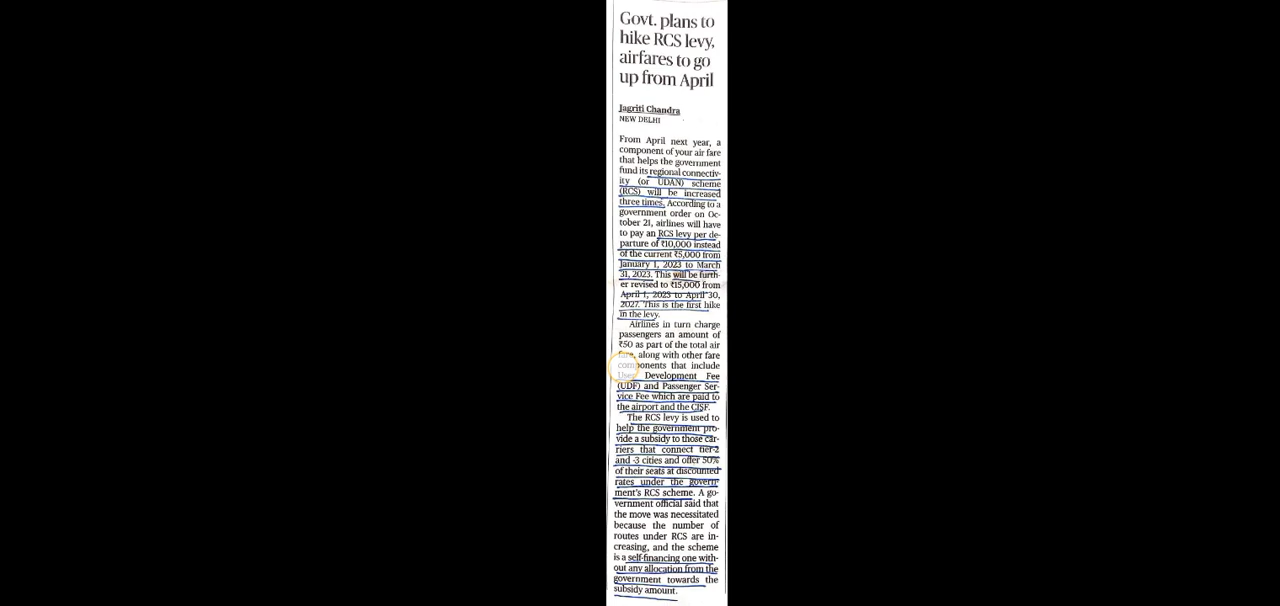 Govt. plans to
hike RCS levy,
airfares to go
up from April
Jagriti Chandra
NEW DELHI
From April next year, a
component of your air fare
that helps the government
fund its regional connectiv-
ity (or UDAN) scheme
(RCS) will be increased
three times. According to a
government order on Oc-
tober 21, airlines will have
to pay an RCS levy per de-
parture of ₹10,000 instead
of the current ₹5,000 from
January 1, 2023 to March
31, 2023. This will be furth-
er revised to ₹15,000 from
April 1, 2023 to April 30,
2027. This is the first hike
in the levy.
Airlines in turn charge
passengers an amount of
₹50 as part of the total air
fare, along with other fare
components that include
User Development Fee
(UDF) and Passenger Ser-
vice Fee which are paid to
the airport and the CISF.
The RCS levy is used to
help the government pro-
vide a subsidy to those car-
riers that connect tier-2
and -3 cities and offer 50%
of their seats at discounted
rates under the govern-
ment's RCS scheme. A go-
vernment official said that
the move was necessitated
because the number of
routes under RCS are in-
creasing, and the scheme
is a self-financing one with-
out any allocation from the
government towards the
subsidy amount.